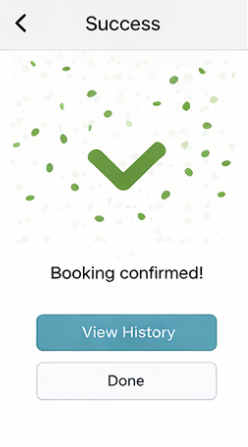 Success
Booking confirmed!
View History
Done